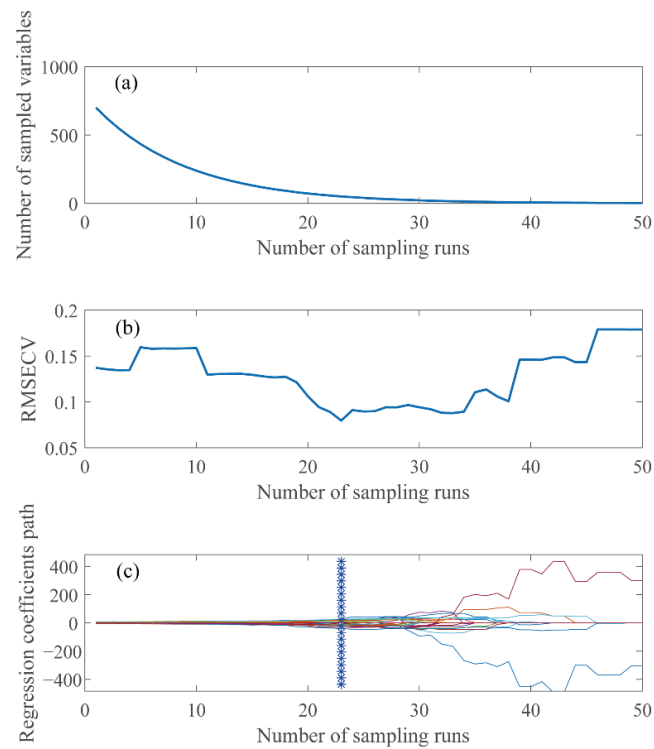 1000
(a)
500
0
0 10 20 30 40 50
Number of sampled variables
Number of sampling runs
0.2
(b)
0.15
0.1
0.05
0 10 20 30 40 50
RMSECV
Number of sampling runs
400
(c)
200
0
-200
-400
0 10 20 30 40 50
Regression coefficients path
Number of sampling runs